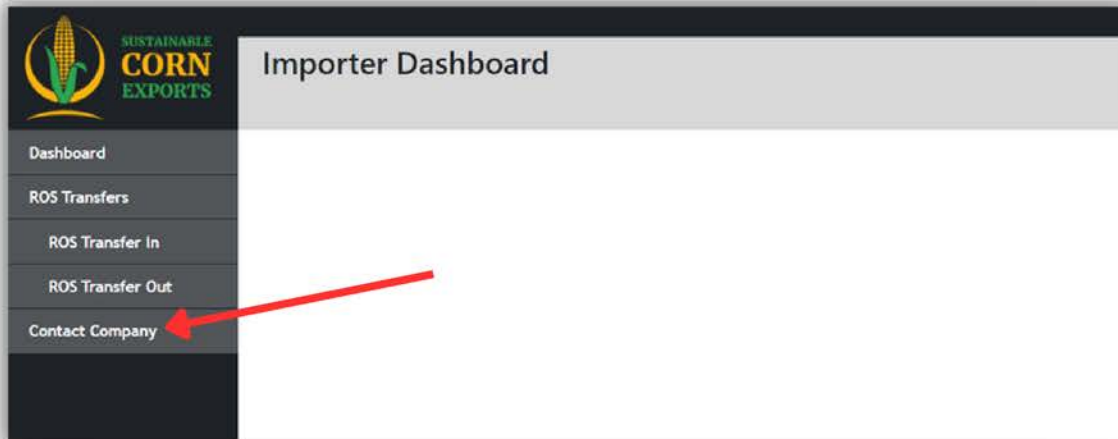 SUSTAINABLE
CORN
EXPORTS
Importer Dashboard
Dashboard
ROS Transfers
ROS Transfer In
ROS Transfer Out
Contact Company